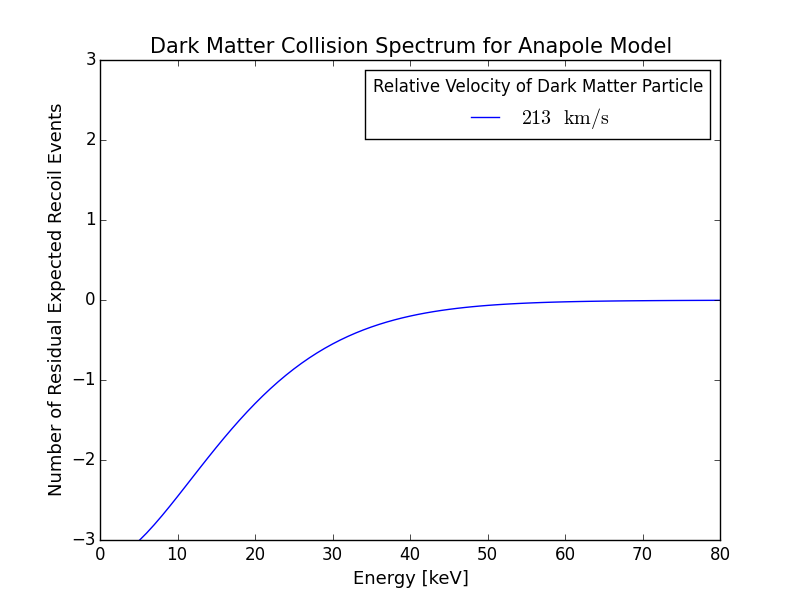 Dark Matter Collision Spectrum for Anapole Model
Relative Velocity of Dark Matter Particle
213 km/s
Number of Residual Expected Recoil Events
3
2
1
0
−1
−2
−3
0 10 20 30 40 50 60 70 80
Energy [keV]